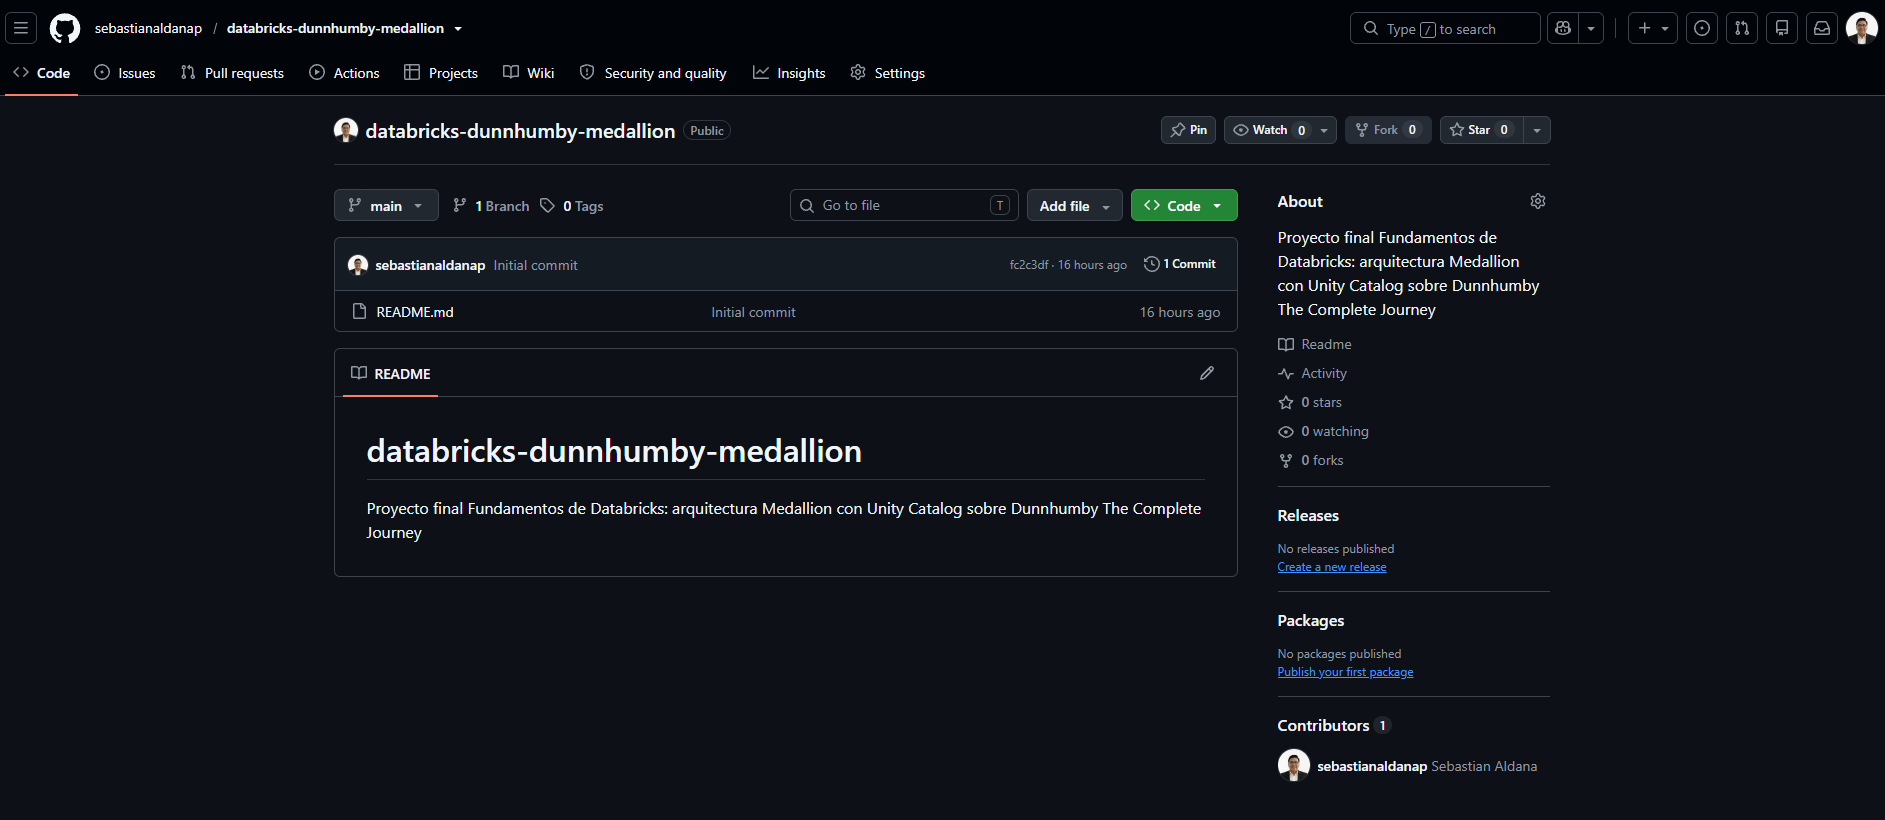 sebastianaldanap / databricks-dunnhumby-medallion
Type / to search
Code Issues Pull requests Actions Projects Wiki Security and quality Insights Settings
databricks-dunnhumby-medallion Public
Pin Watch 0 Fork 0 Star 0
main 1 Branch 0 Tags Go to file T Add file Code
sebastianaldanap Initial commit fc2c3df · 16 hours ago 1 Commit
README.md Initial commit 16 hours ago
README
databricks-dunnhumby-medallion
Proyecto final Fundamentos de Databricks: arquitectura Medallion con Unity Catalog sobre Dunnhumby The Complete
Journey
About
Proyecto final Fundamentos de
Databricks: arquitectura Medallion
con Unity Catalog sobre Dunnhumby
The Complete Journey
Readme
Activity
0 stars
0 watching
0 forks
Releases
No releases published
Create a new release
Packages
No packages published
Publish your first package
Contributors 1
sebastianaldanap Sebastian Aldana